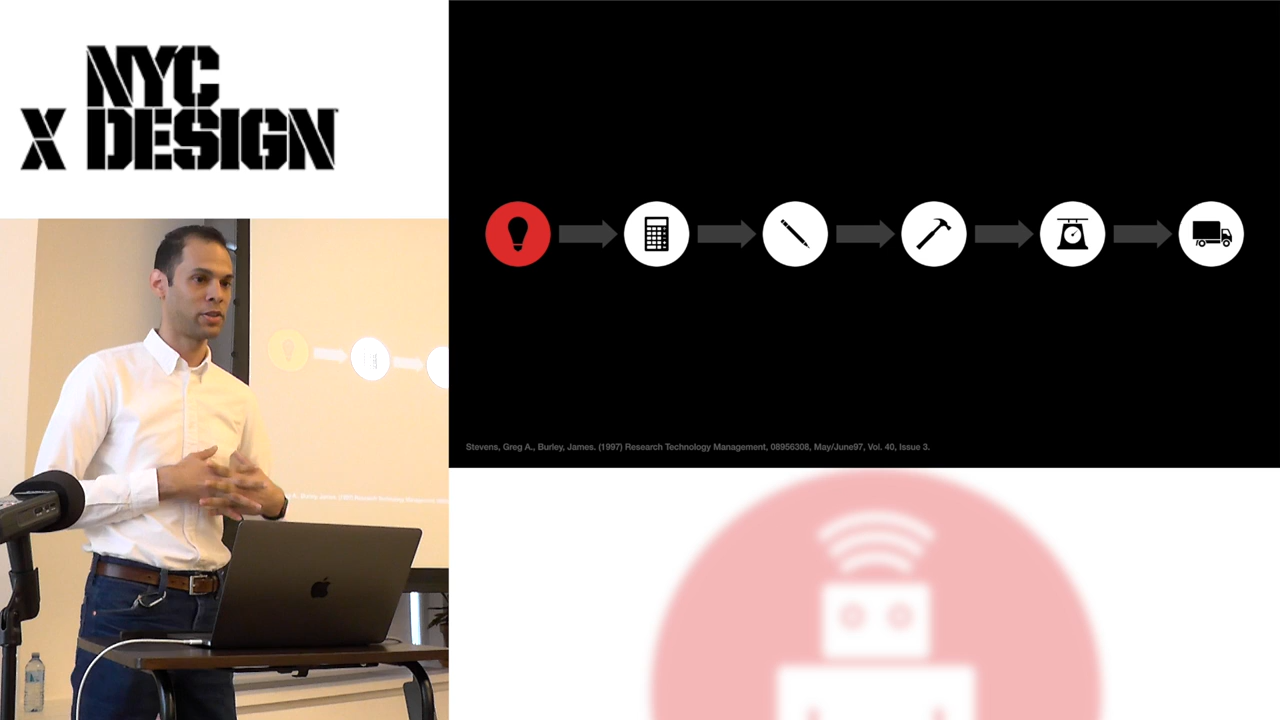 NYC
X DESIGN
Stevens, Greg A., Burley, James. (1997) Research Technology Management, 08956308, May/June97, Vol. 40, Issue 3.